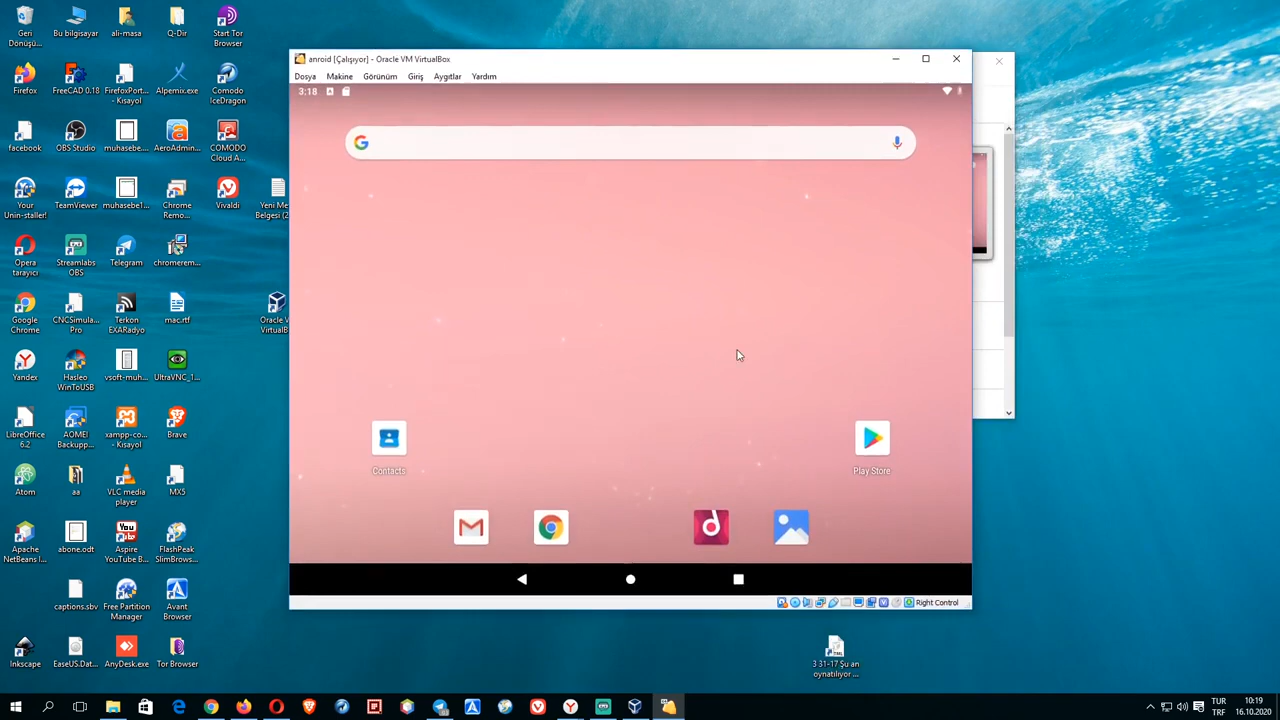 Geri
Dönüşü...
Bu bilgisayar
ali-masa
Q-Dir
Start Tor
Browser
Firefox
FreeCAD 0.18
FirefoxPort...
- Kısayol
Alpemix.exe
Comodo
IceDragon
facebook
OBS Studio
muhasebe...
AeroAdmin...
COMODO
Cloud A...
Your
Unin-staller!
TeamViewer
muhasebe1...
Chrome
Remo...
Vivaldi
Yeni Me
Belgesi (2
Opera
tarayıcı
Streamlabs
OBS
Telegram
chromerem...
Google
Chrome
CNCSimula...
Pro
Terkon
EXARadyo
mac.rtf
Oracle V
VirtualB
Yandex
Hasleo
WinToUSB
vsoft-muh...
UltraVNC_1...
LibreOffice
6.2
AOMEI
Backupp...
xampp-co...
- Kısayol
Brave
Atom
aa
VLC media
player
MX5
Apache
NetBeans I...
abone.odt
You
Tube
Aspire
YouTube B...
FlashPeak
SlimBrows...
captions.sbv
Free Partition
Manager
Avant
Browser
Inkscape
EaseUS.Dat...
AnyDesk.exe
Tor Browser
anroid [Çalışıyor] - Oracle VM VirtualBox
Dosya Makine Görünüm Giriş Aygıtlar Yardım
3:18
Contacts
Play Store
Right Control
3 31-17 Şu an
oynatılıyor ...
TUR
TRF
10:19
16.10.2020